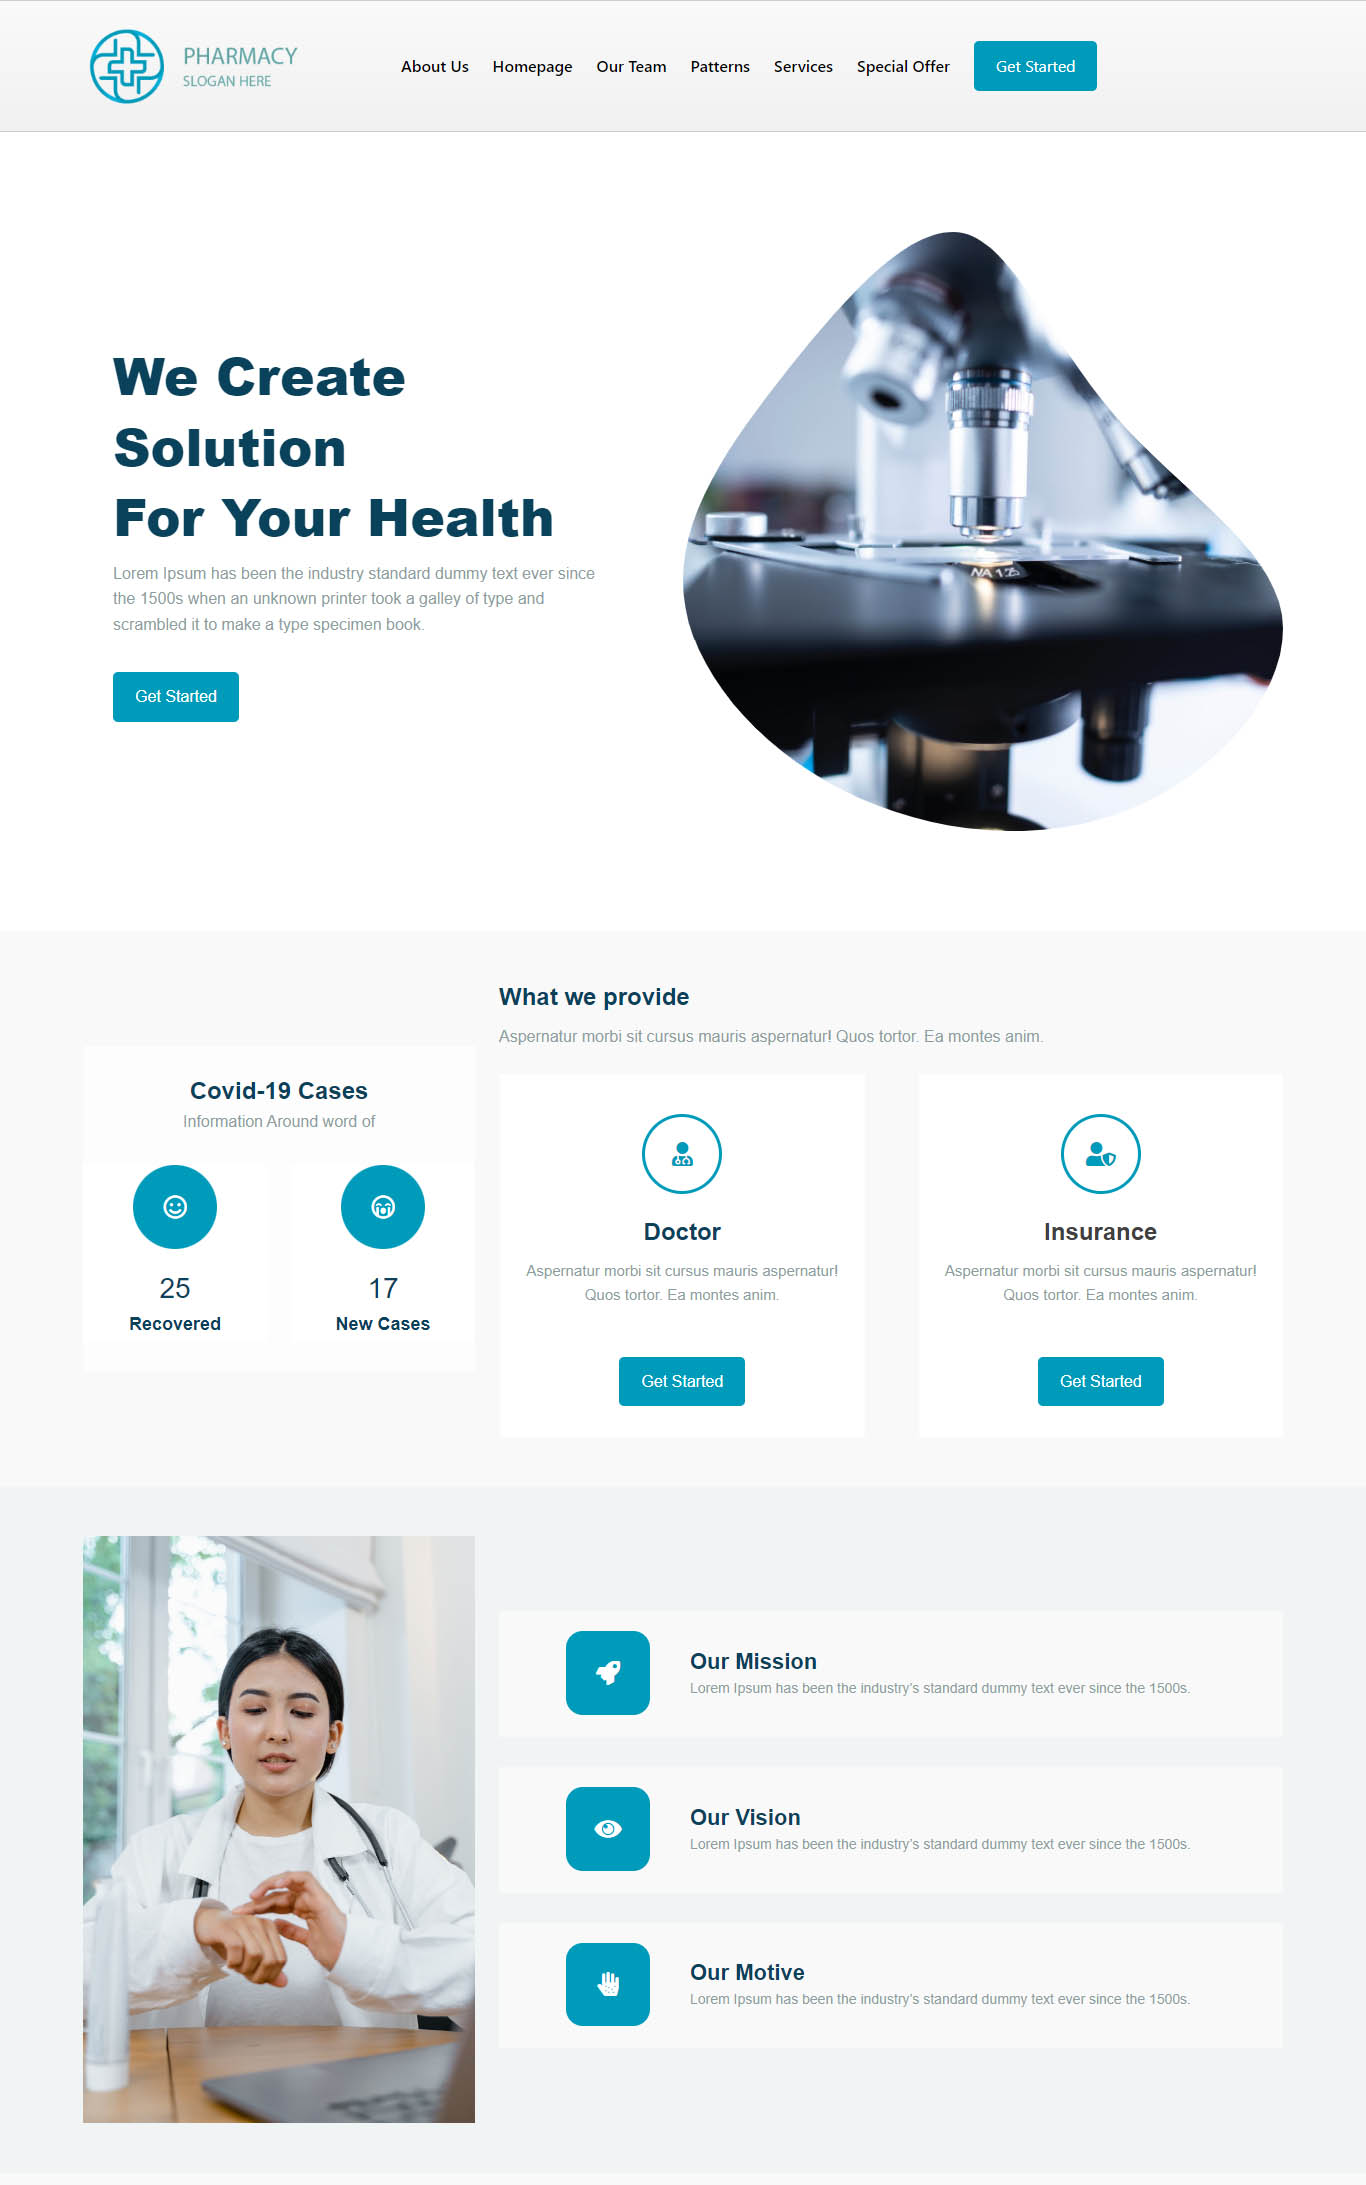 PHARMACY
SLOGAN HERE
About Us Homepage Our Team Patterns Services Special Offer Get Started
We Create
Solution
For Your Health
Lorem Ipsum has been the industry standard dummy text ever since
the 1500s when an unknown printer took a galley of type and
scrambled it to make a type specimen book.
Get Started
NA 1.25
What we provide
Aspernatur morbi sit cursus mauris aspernatur! Quos tortor. Ea montes anim.
Covid-19 Cases
Information Around word of
25
Recovered
17
New Cases
Doctor
Aspernatur morbi sit cursus mauris aspernatur!
Quos tortor. Ea montes anim.
Get Started
Insurance
Aspernatur morbi sit cursus mauris aspernatur!
Quos tortor. Ea montes anim.
Get Started
Our Mission
Lorem Ipsum has been the industry's standard dummy text ever since the 1500s.
Our Vision
Lorem Ipsum has been the industry's standard dummy text ever since the 1500s.
Our Motive
Lorem Ipsum has been the industry's standard dummy text ever since the 1500s.